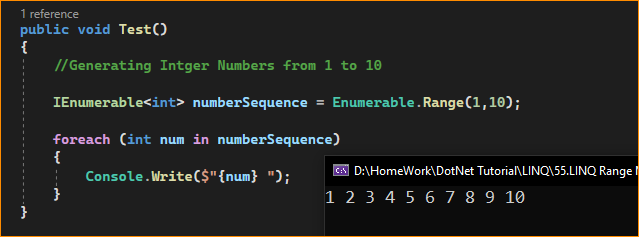 1 reference
public void Test()
{
//Generating Intger Numbers from 1 to 10
IEnumerable<int> numberSequence = Enumerable.Range(1,10);
foreach (int num in numberSequence)
{
Console.Write($"{num} ");
}
}
D:\HomeWork\DotNet Tutorial\LINQ\55.LINQ Range
1 2 3 4 5 6 7 8 9 10